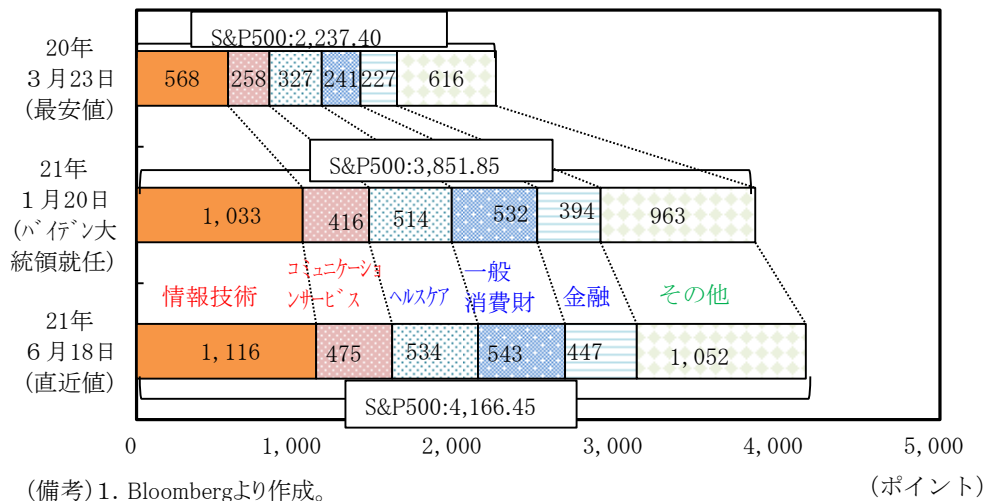 S&P500:2,237.40
20年
３月23日
(最安値)
568
258
327
241
227
616
S&P500:3,851.85
21年
１月20日
(ﾊﾞｲﾃﾞﾝ大
統領就任)
1,033
416
514
532
394
963
情報技術
ｺﾐｭﾆｹｰｼｮ
ﾝｻｰﾋﾞｽ
ﾍﾙｽｹｱ
一般
消費財
金融
その他
21年
６月18日
(直近値)
1,116
475
534
543
447
1,052
S&P500:4,166.45
0
1,000
2,000
3,000
4,000
5,000
(備考)１．Bloombergより作成。
(ポイント)